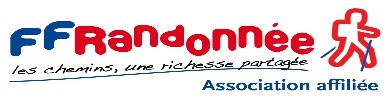 FFRandonnée
les chemins, une richesse partagée
Association affiliée